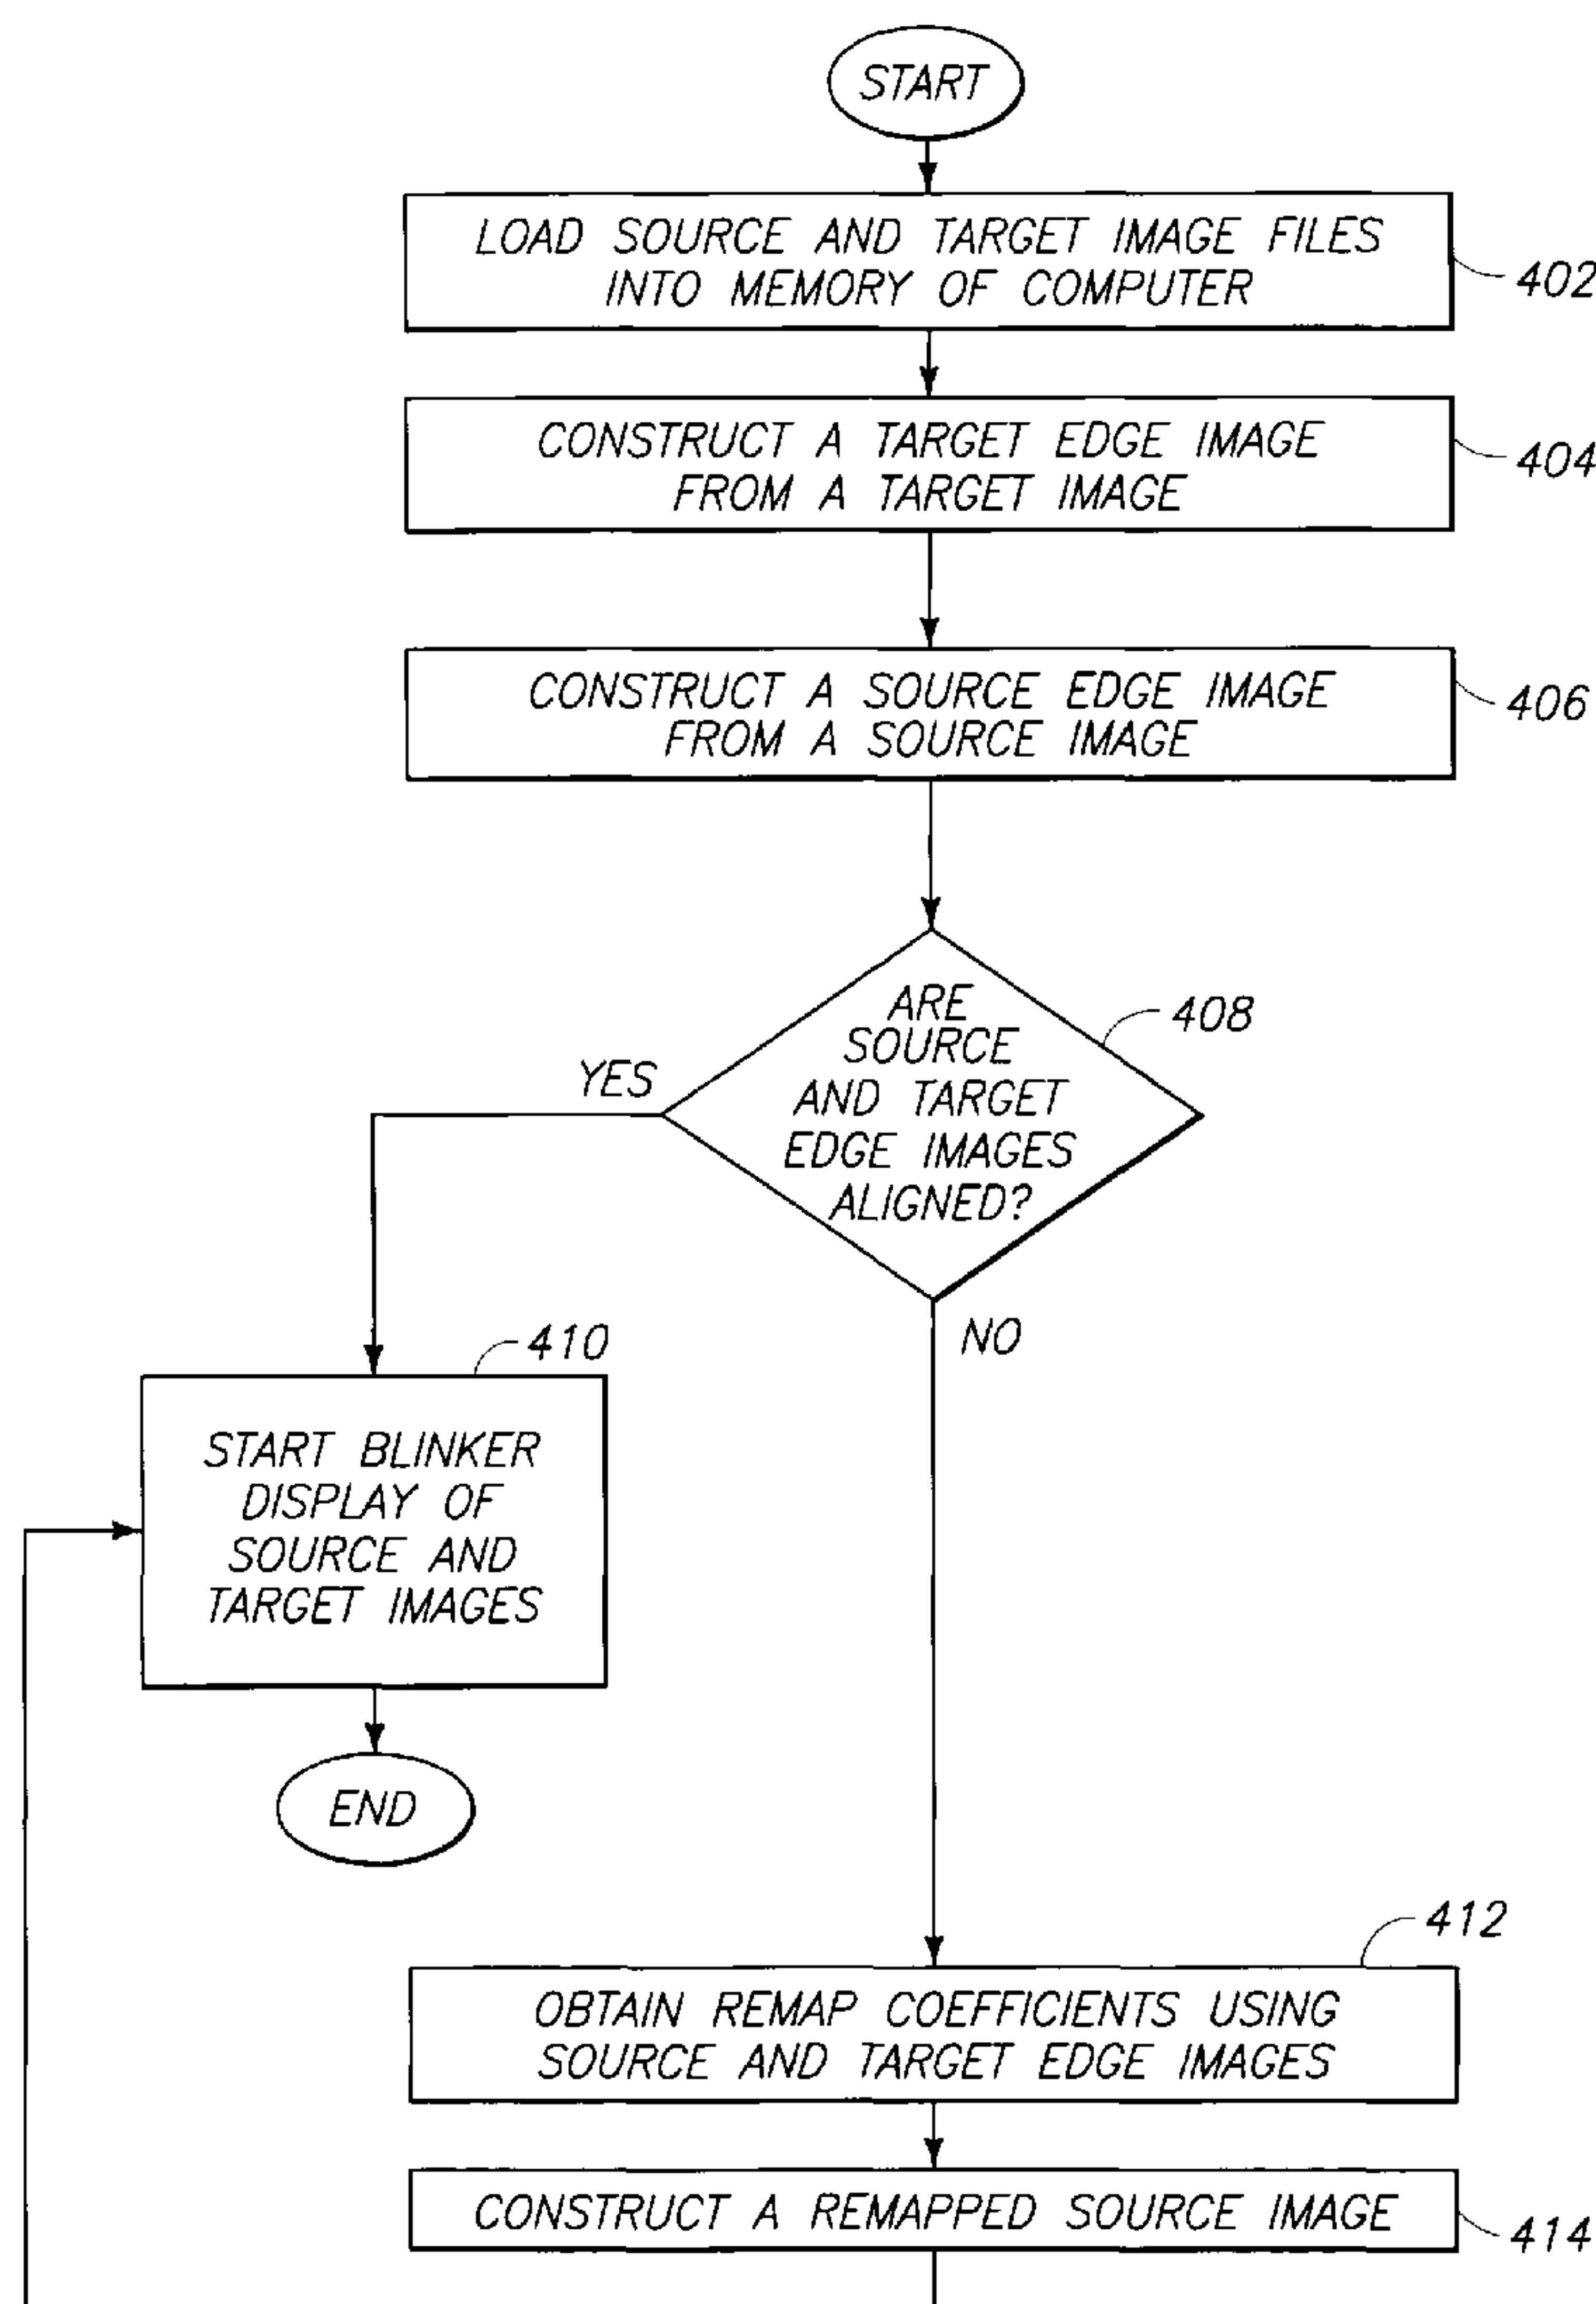 START
LOAD SOURCE AND TARGET IMAGE FILES
INTO MEMORY OF COMPUTER
402
CONSTRUCT A TARGET EDGE IMAGE
FROM A TARGET IMAGE
404
CONSTRUCT A SOURCE EDGE IMAGE
FROM A SOURCE IMAGE
406
ARE
SOURCE
AND TARGET
EDGE IMAGES
ALIGNED?
408
YES
NO
410
START BLINKER
DISPLAY OF
SOURCE AND
TARGET IMAGES
END
412
OBTAIN REMAP COEFFICIENTS USING
SOURCE AND TARGET EDGE IMAGES
CONSTRUCT A REMAPPED SOURCE IMAGE
414